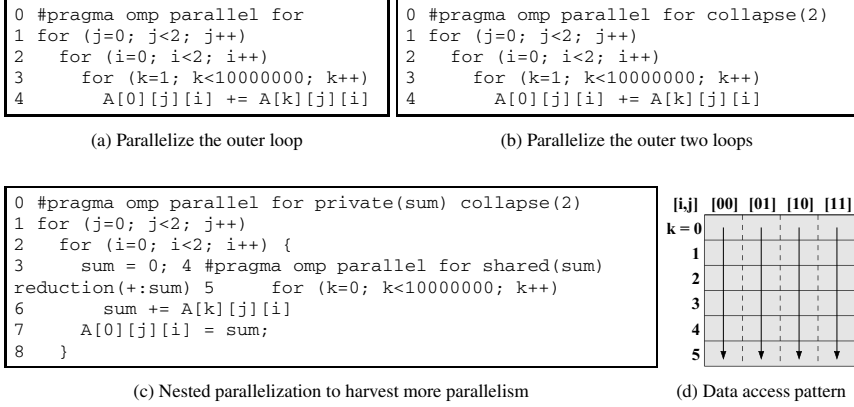 0 #pragma omp parallel for
1 for (j=0; j<2; j++)
2   for (i=0; i<2; i++)
3     for (k=1; k<10000000; k++)
4       A[0][j][i] += A[k][j][i]
(a) Parallelize the outer loop
0 #pragma omp parallel for collapse(2)
1 for (j=0; j<2; j++)
2   for (i=0; i<2; i++)
3     for (k=1; k<10000000; k++)
4       A[0][j][i] += A[k][j][i]
(b) Parallelize the outer two loops
0 #pragma omp parallel for private(sum) collapse(2)
1 for (j=0; j<2; j++)
2   for (i=0; i<2; i++) {
3     sum = 0; 4 #pragma omp parallel for shared(sum)
reduction(+:sum) 5     for (k=0; k<10000000; k++)
6       sum += A[k][j][i]
7     A[0][j][i] = sum;
8   }
(c) Nested parallelization to harvest more parallelism
[i,j] [00] [01] [10] [11]
k = 0
1
2
3
4
5
(d) Data access pattern